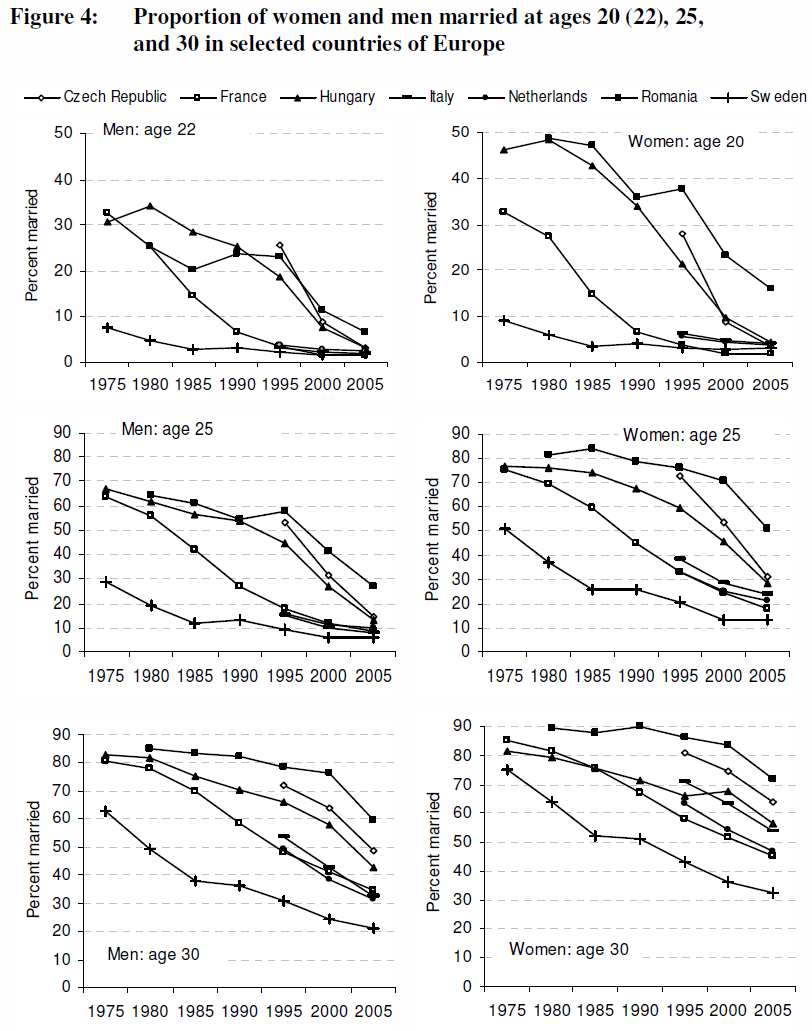 Figure 4: Proportion of women and men married at ages 20 (22), 25,
and 30 in selected countries of Europe
Czech Republic France Hungary Italy Netherlands Romania Sweden
Men: age 22
Percent married
50
40
30
20
10
0
1975 1980 1985 1990 1995 2000 2005
Women: age 20
Percent married
50
40
30
20
10
0
1975 1980 1985 1990 1995 2000 2005
Men: age 25
Percent married
90
80
70
60
50
40
30
20
10
0
1975 1980 1985 1990 1995 2000 2005
Women: age 25
Percent married
90
80
70
60
50
40
30
20
10
0
1975 1980 1985 1990 1995 2000 2005
Percent married
90
80
70
60
50
40
30
20
10
0
Men: age 30
1975 1980 1985 1990 1995 2000 2005
Percent married
90
80
70
60
50
40
30
20
10
0
Women: age 30
1975 1980 1985 1990 1995 2000 2005